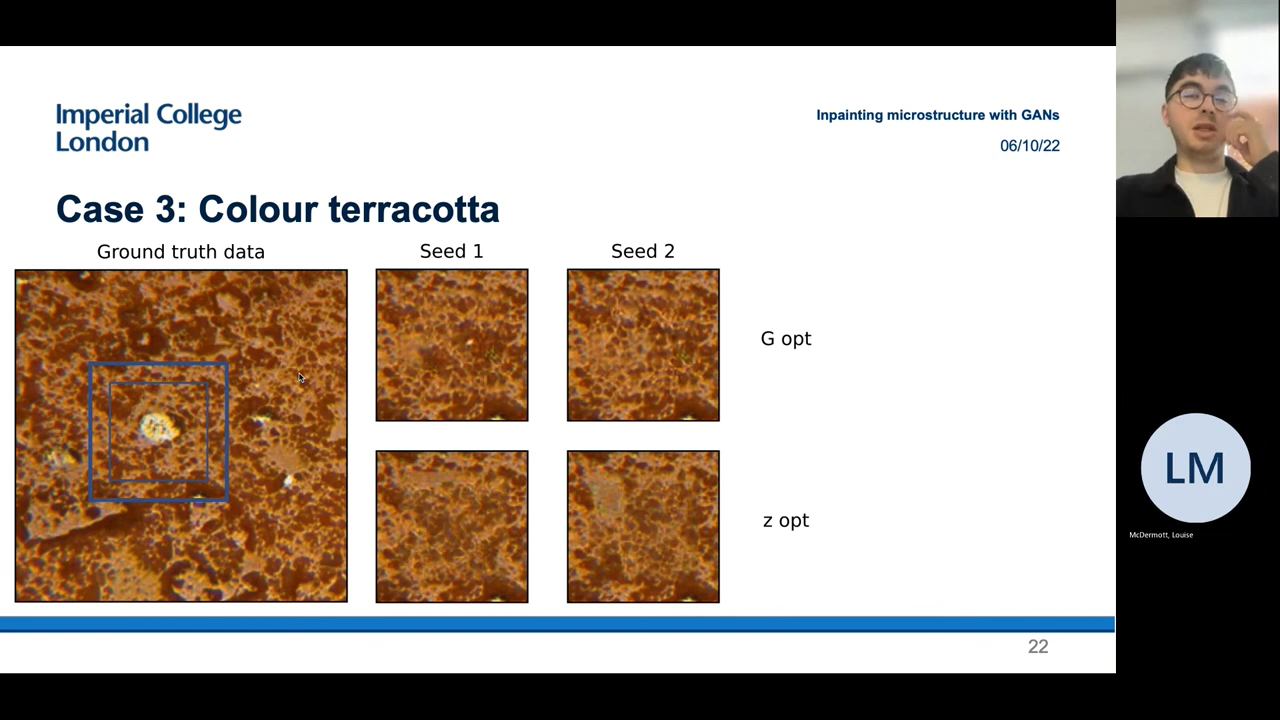 Imperial College
London
Inpainting microstructure with GANs
06/10/22
Case 3: Colour terracotta
Ground truth data
Seed 1
Seed 2
G opt
z opt
22
LM
McDermott, Louise